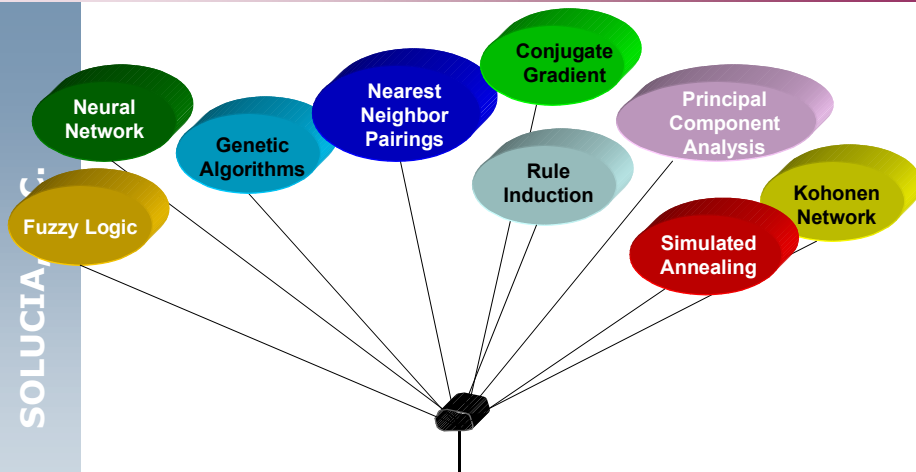 Conjugate
Gradient
Neural
Network
Nearest
Neighbor
Pairings
Principal
Component
Analysis
Genetic
Algorithms
Rule
Induction
Kohonen
Network
Fuzzy Logic
Simulated
Annealing
SOLUCIA, C.